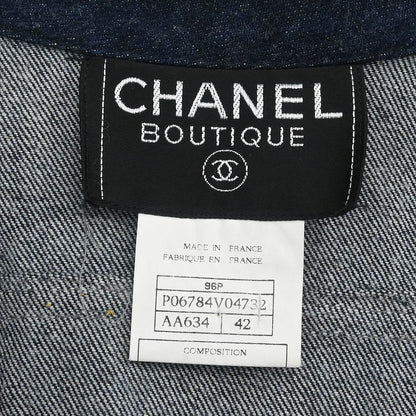 CHANEL
BOUTIQUE
MADE IN FRANCE
FABRIQUE EN FRANCE
96P
P06784V04732
AA634 42
COMPOSITION